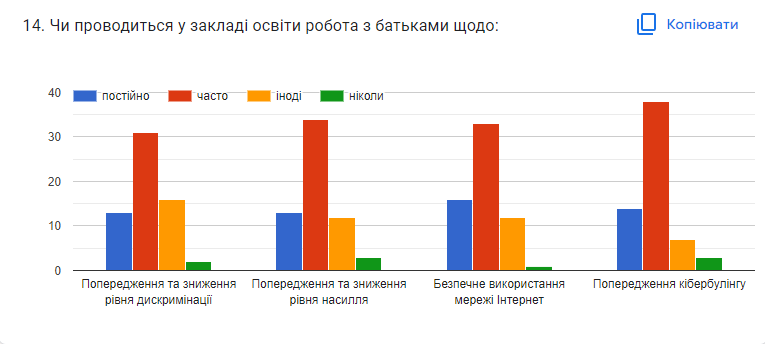 14. Чи проводиться у закладі освіти робота з батьками щодо:
Копіювати
постійно
часто
іноді
ніколи
40
30
20
10
0
Попередження та зниження
рівня дискримінації
Попередження та зниження
рівня насилля
Безпечне використання
мережі Інтернет
Попередження кібербулінгу